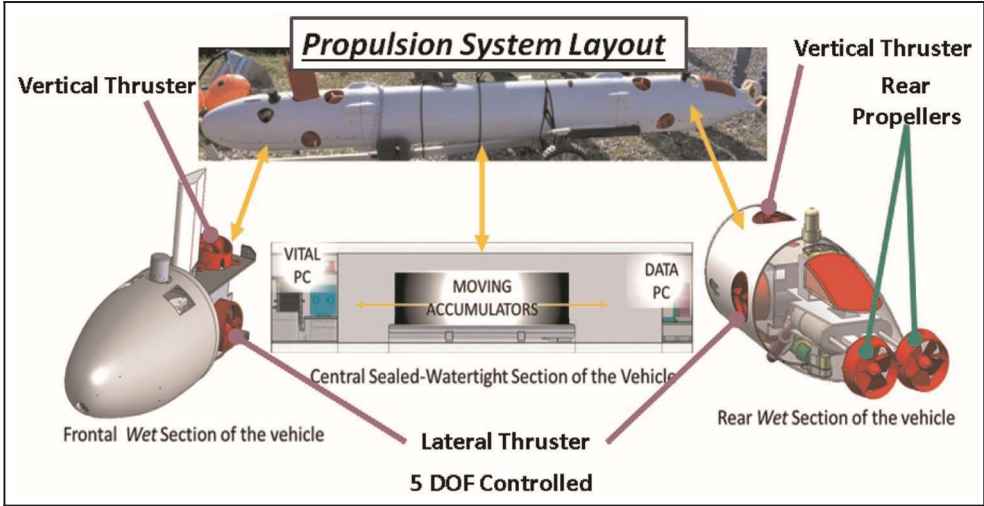 Propulsion System Layout
Vertical Thruster
Vertical Thruster
Rear
Propellers
VITAL
PC
MOVING
ACCUMULATORS
DATA
PC
Central Sealed-Watertight Section of the Vehicle
Frontal Wet Section of the vehicle
Rear Wet Section of the vehicle
Lateral Thruster
5 DOF Controlled